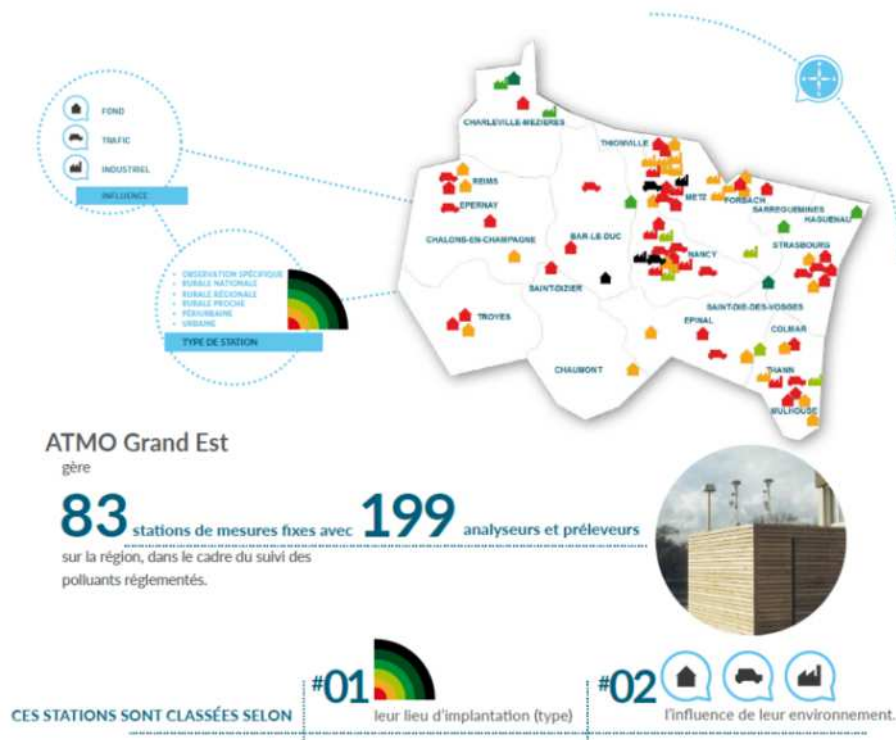 FOND
TRAFIC
INDUSTRIEL
INFLUENCE
OBSERVATION SPÉCIFIQUE
RURALE NATIONALE
RURALE RÉGIONALE
RURALE PROCHE
PÉRIURBAINE
URBAINE
TYPE DE STATION
CHARLEVILLE-MEZIERES
THIONVILLE
REIMS
METZ
FORBACH
EPERNAY
SARREGUEMINES
HAGUENAU
CHALONS-EN-CHAMPAGNE
BAR-LE-DUC
STRASBOURG
NANCY
SAINT-DIZIER
SAINT-DIE-DES-VOSGES
TROYES
EPINAL
COLMAR
CHAUMONT
THANN
MULHOUSE
ATMO Grand Est
gère
83 stations de mesures fixes avec 199 analyseurs et préleveurs
sur la région, dans le cadre du suivi des
polluants réglementés.
CES STATIONS SONT CLASSÉES SELON
#01
leur lieu d'implantation (type)
#02
l'influence de leur environnement.